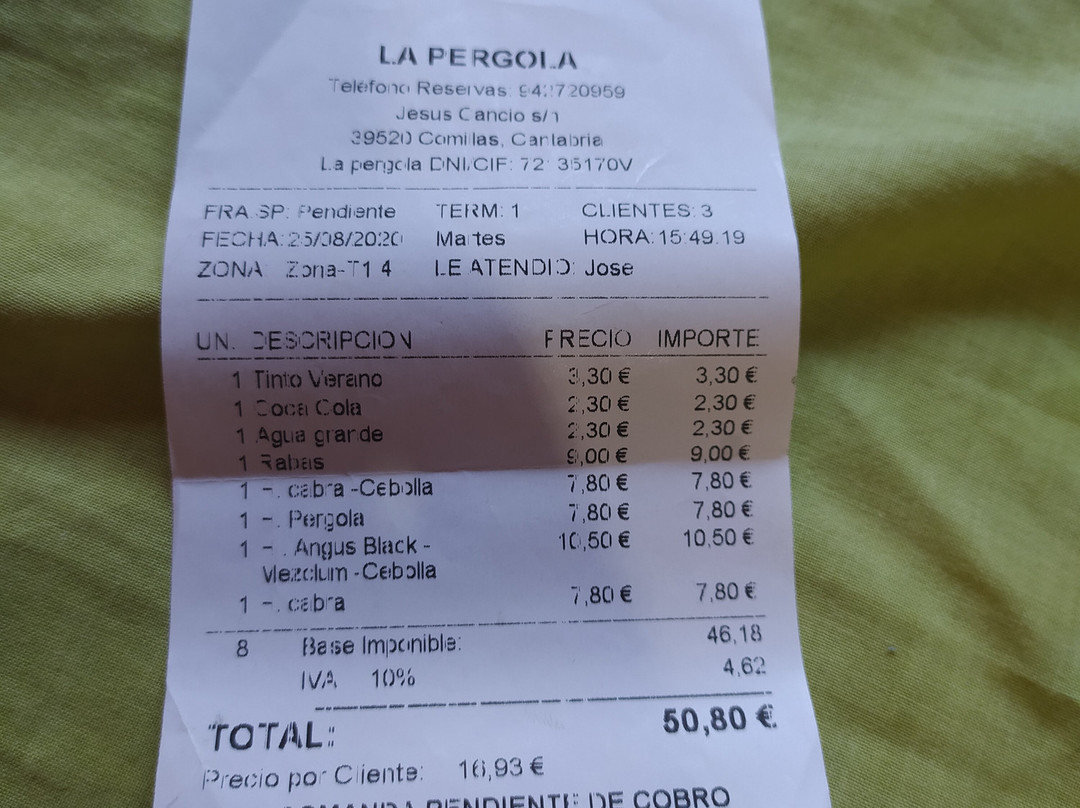 LA PERGOLA
Telefono Reservas: 942720959
Jesus Cancio s/n
39520 Comillas, Cantabria
La pergola DNI/CIF: 72 35170V
FRA SP: Pendiente TERM: 1 CLIENTES: 3
FECHA: 25/08/2020 Martes HORA: 15:49:19
ZONA Zona-T1 4 LE ATENDIO: Jose
UN. DESCRIPCION PRECIO IMPORTE
1 Tinto Verano 3,30 € 3,30 €
1 Coca Cola 2,30 € 2,30 €
1 Agua grande 2,30 € 2,30 €
1 Rabas 9,00 € 9,00 €
1 -. cabra -Cebolla 7,80 € 7,80 €
1 -. Pergola 7,80 € 7,80 €
1 - . Angus Black - 10,50 € 10,50 €
Mezclum -Cebolla
1 -. cabra 7,80 € 7,80 €
8 Base Imponible: 46,18
IVA 10% 4,62
TOTAL: 50,80 €
Precio por Cliente: 16,93 €
COMANDA PENDIENTE DE COBRO